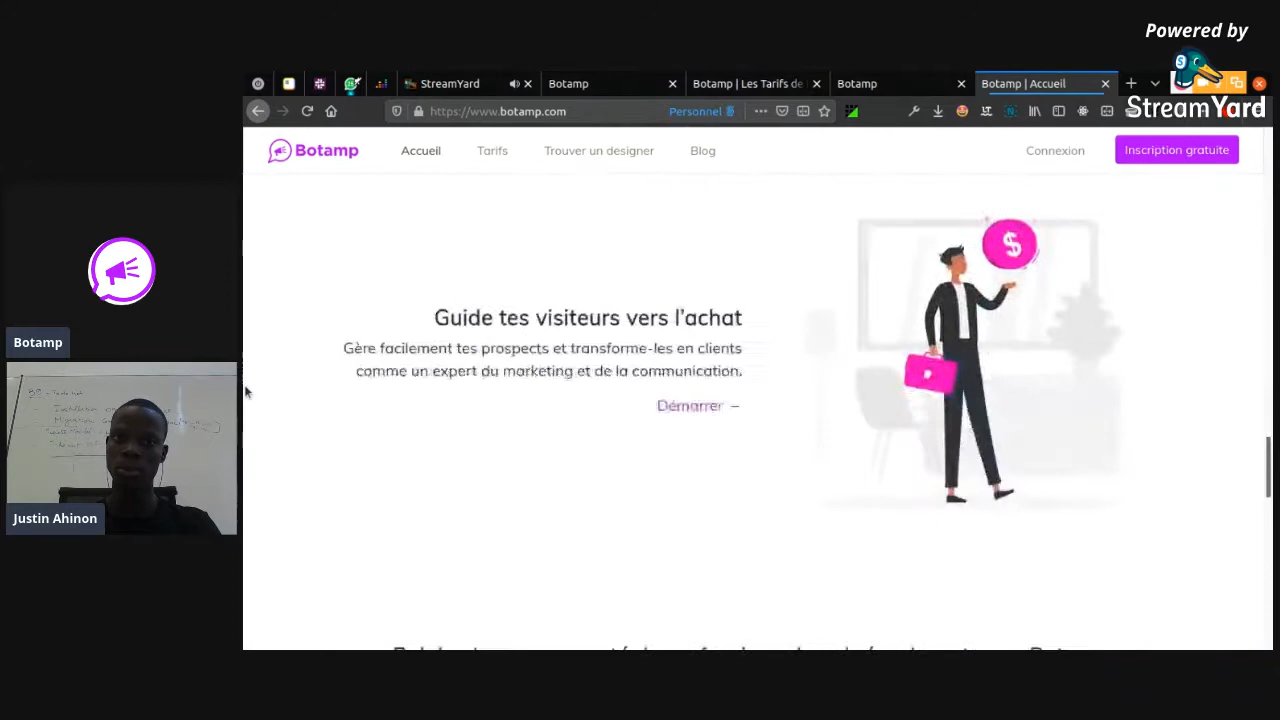 Powered by
StreamYard
StreamYard
Botamp
Botamp | Les Tarifs de
Botamp
Botamp | Accueil
https://www.botamp.com
Personnel
Botamp
Accueil
Tarifs
Trouver un designer
Blog
Connexion
Inscription gratuite
$
Guide tes visiteurs vers l'achat
Gère facilement tes prospects et transforme-les en clients
comme un expert du marketing et de la communication.
Démarrer →
Botamp
Justin Ahinon